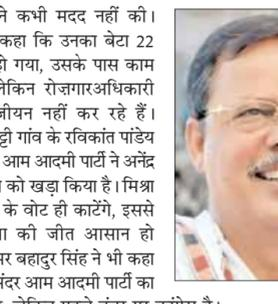 ने कभी मदद नहीं की।
कहा कि उनका बेटा 22
हो गया, उसके पास काम
लेकिन रोज़गारअधिकारी
जीयन नहीं कर रहे हैं।
ट्टी गांव के रविकांत पांडेय
आम आदमी पार्टी ने अनेंद्र
को खड़ा किया है। मिश्रा
के वोट ही काटेंगे, इससे
की जीत आसान हो
बहादुर सिंह ने भी कहा
आम आदमी पार्टी का